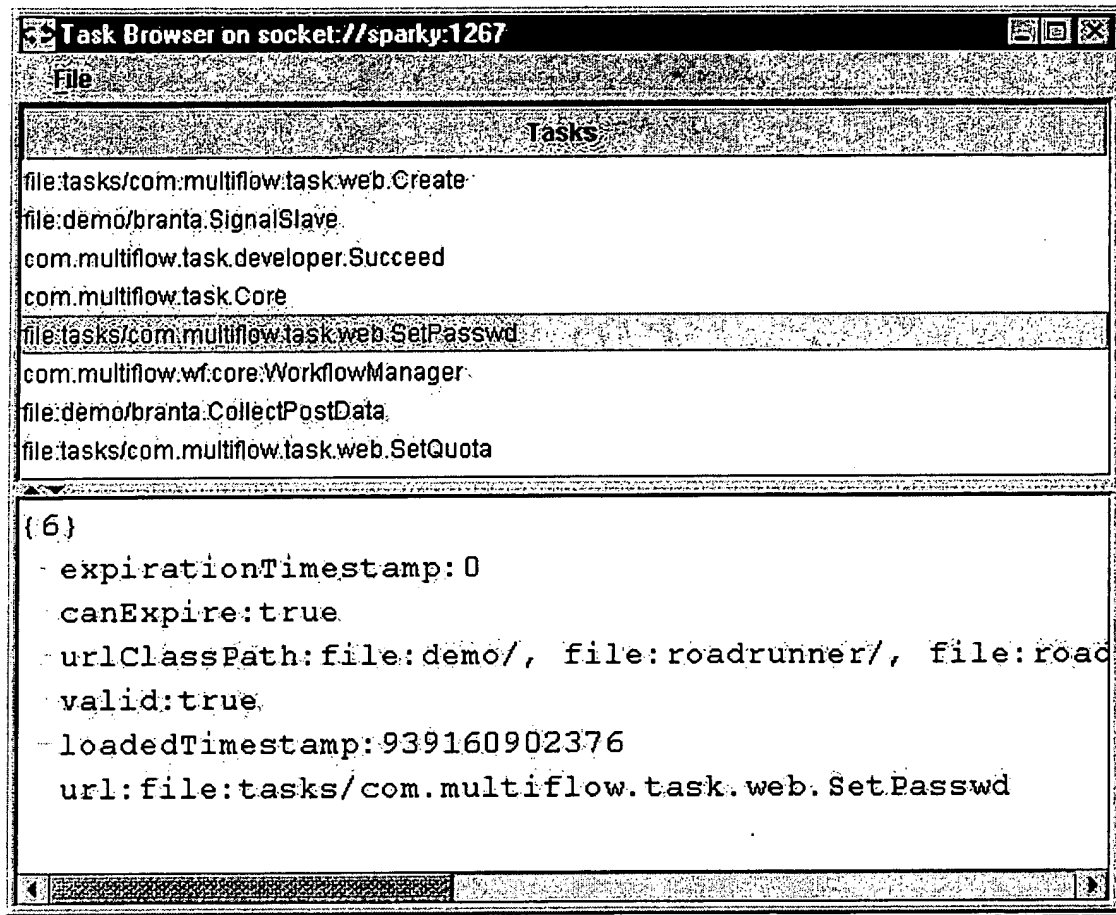 Task Browser on socket://sparky:1267
File
Tasks
file:tasks/com.multiflow.task.web.Create
file:demo/branta.SignalSlave
com.multiflow.task.developer.Succeed
com.multiflow.task.Core
file:tasks/com.multiflow.task.web.SetPasswd
com.multiflow.wf.core.WorkflowManager
file:demo/branta.CollectPostData
file:tasks/com.multiflow.task.web.SetQuota
{6}
expirationTimestamp:0
canExpire:true
urlClassPath:file:demo/, file:roadrunner/, file:road
valid:true
loadedTimestamp:939160902376
url:file:tasks/com.multiflow.task.web.SetPasswd